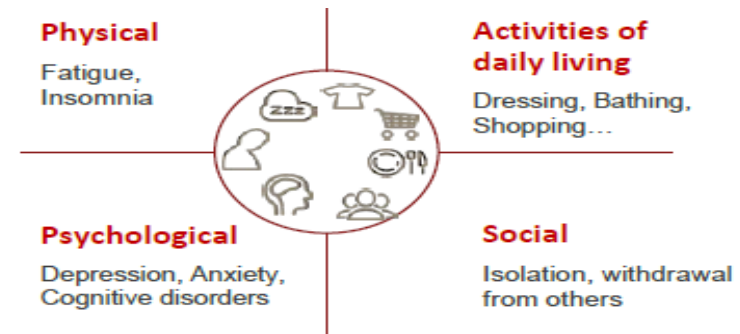 Physical
Fatigue,
Insomnia
Activities of
daily living
Dressing, Bathing,
Shopping...
zzz
Psychological
Depression, Anxiety,
Cognitive disorders
Social
Isolation, withdrawal
from others